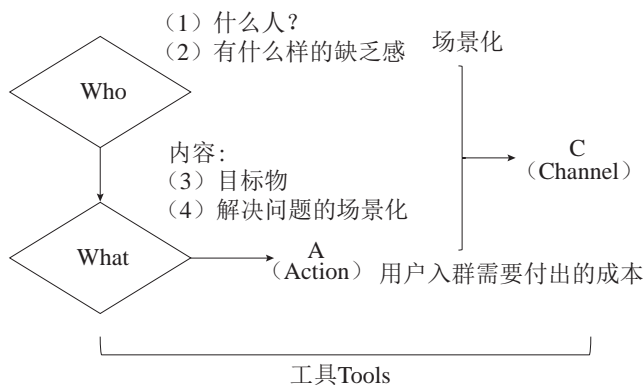 （1）什么人？
（2）有什么样的缺乏感
场景化
Who
C
（Channel）
内容：
（3）目标物
（4）解决问题的场景化
What
A
（Action）
用户入群需要付出的成本
工具Tools